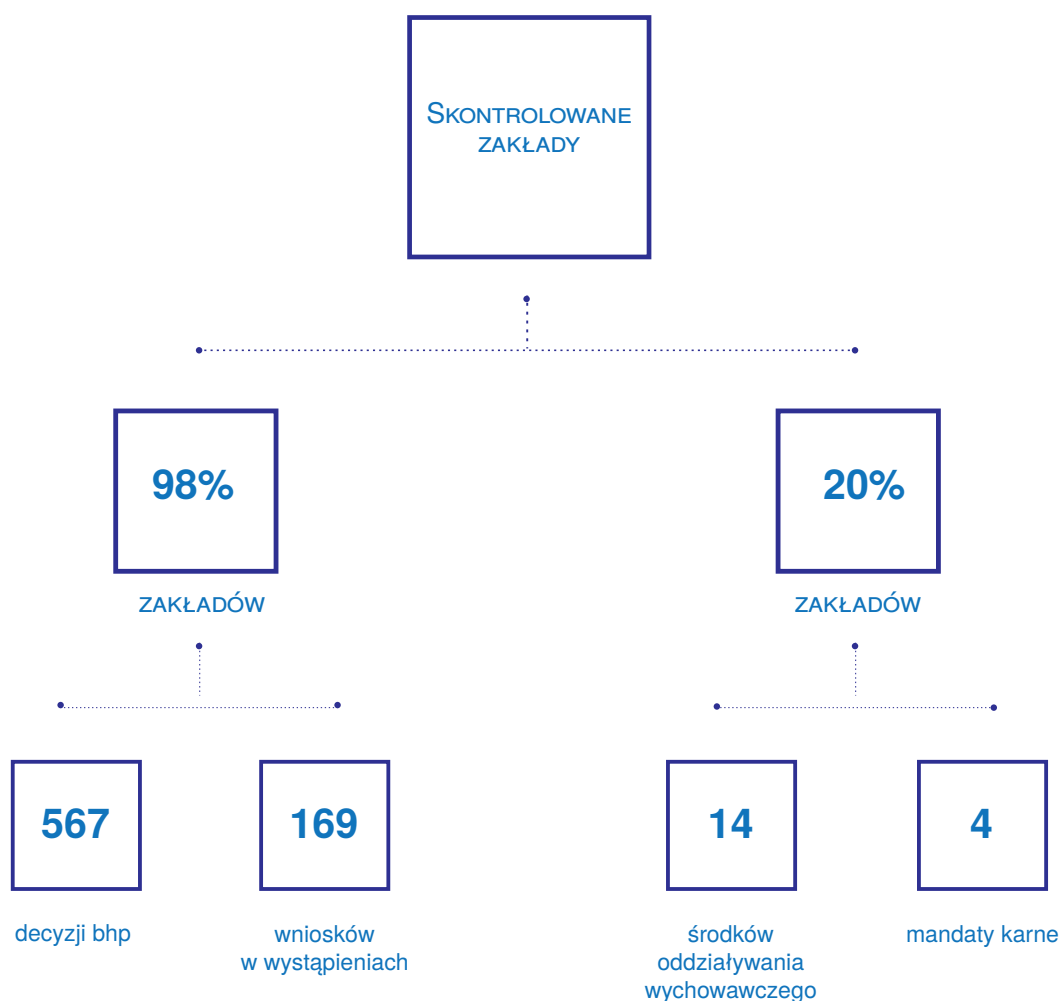 Skontrolowane
zakłady
98%
20%
zakładów
zakładów
567
169
14
4
decyzji bhp
wniosków
w wystąpieniach
środków
oddziaływania
wychowawczego
mandaty karne